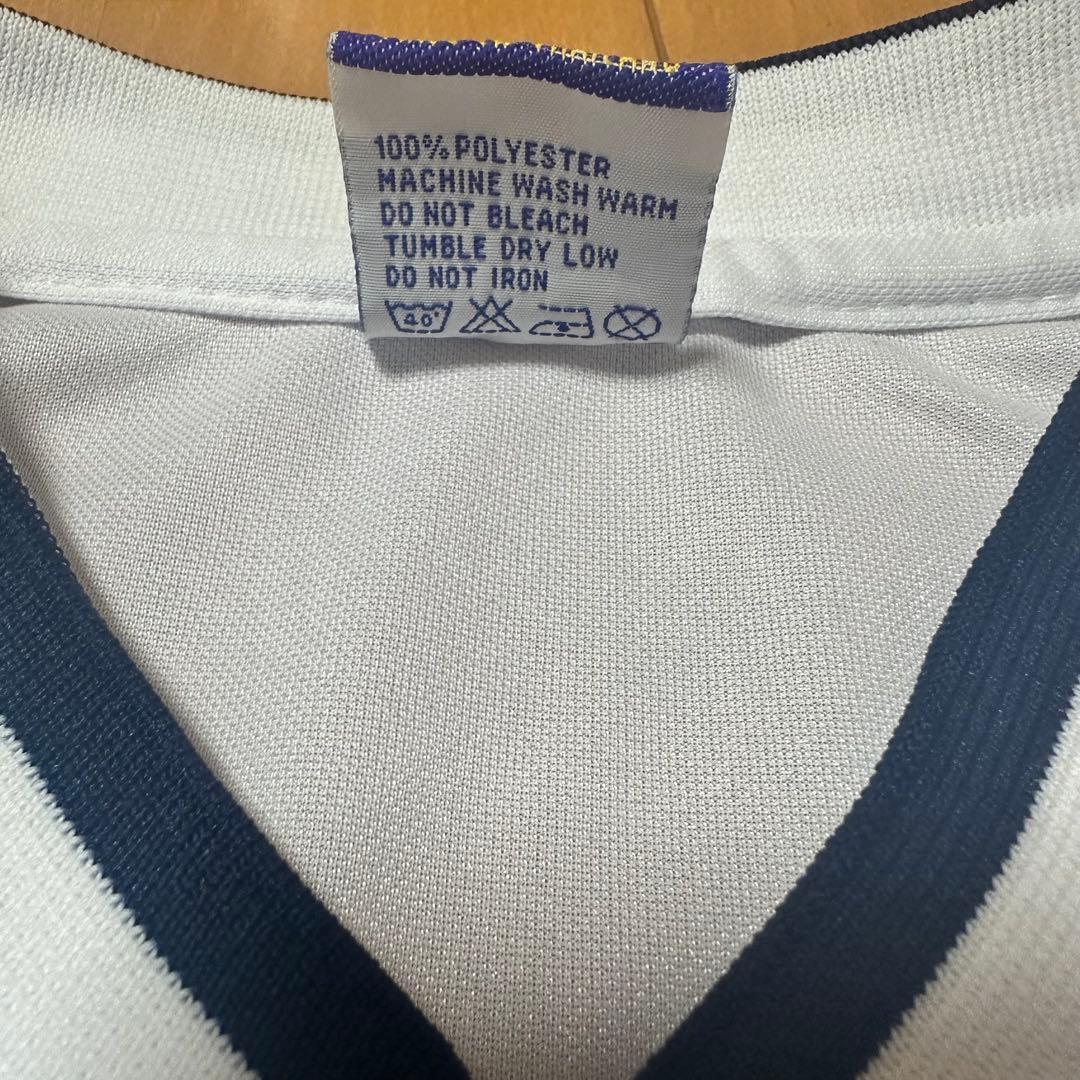 100% POLYESTER
MACHINE WASH WARM
DO NOT BLEACH
TUMBLE DRY LOW
DO NOT IRON
40°